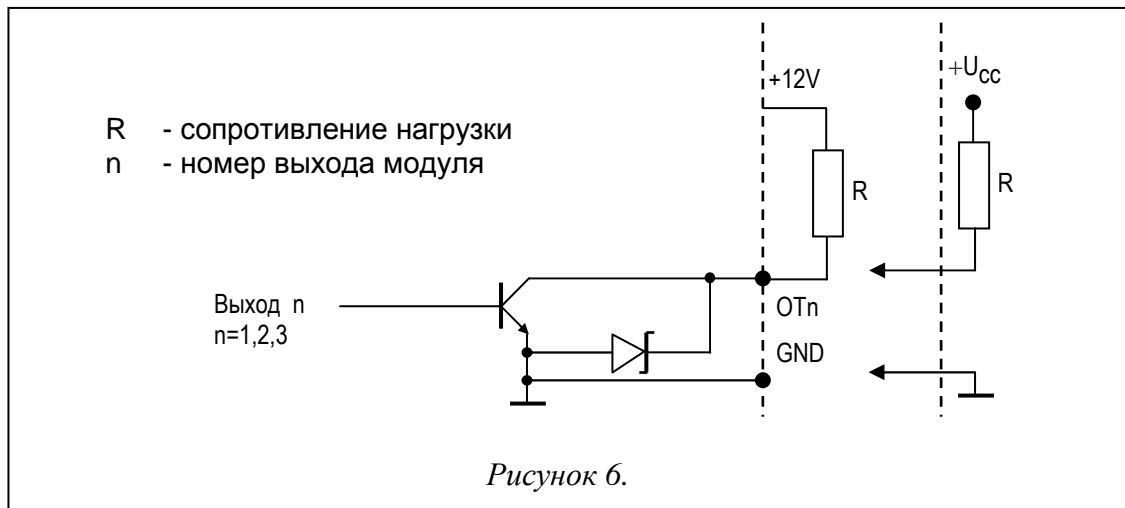 R - сопротивление нагрузки
n - номер выхода модуля
+12V
+Ucc
R
R
Выход n
n=1,2,3
OTn
GND
Рисунок 6.